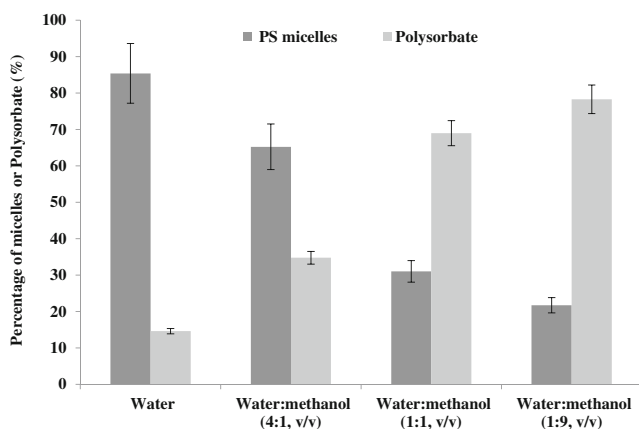 Percentage of micelles or Polysorbate (%)
100
90
80
70
60
50
40
30
20
10
0
PS micelles
Polysorbate
Water
Water:methanol
(4:1, v/v)
Water:methanol
(1:1, v/v)
Water:methanol
(1:9, v/v)